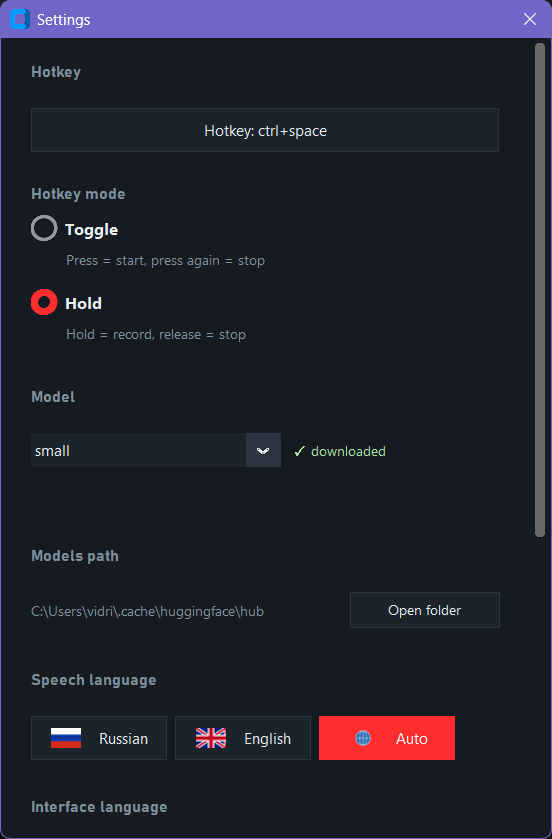 Settings
Hotkey
Hotkey: ctrl+space
Hotkey mode
Toggle
Press = start, press again = stop
Hold
Hold = record, release = stop
Model
small
✓ downloaded
Models path
C:\Users\vidri\.cache\huggingface\hub
Open folder
Speech language
Russian
English
Auto
Interface language